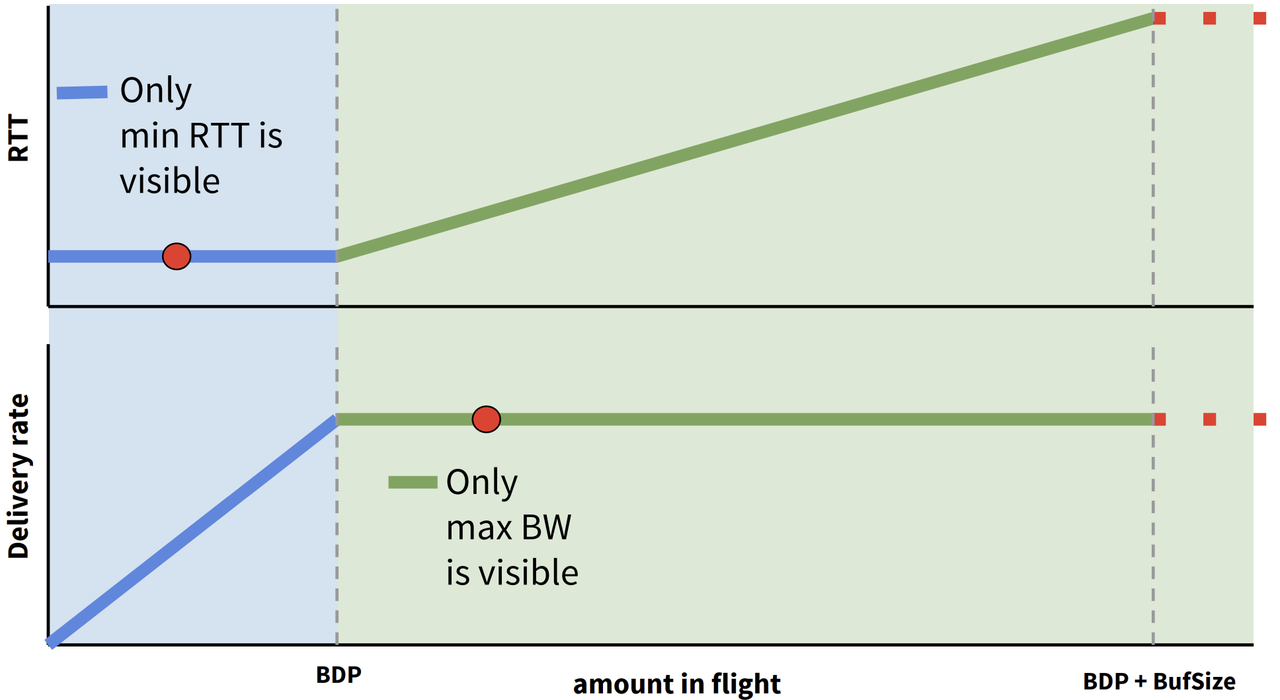 RTT
Only
min RTT is
visible
Delivery rate
Only
max BW
is visible
BDP
amount in flight
BDP + BufSize